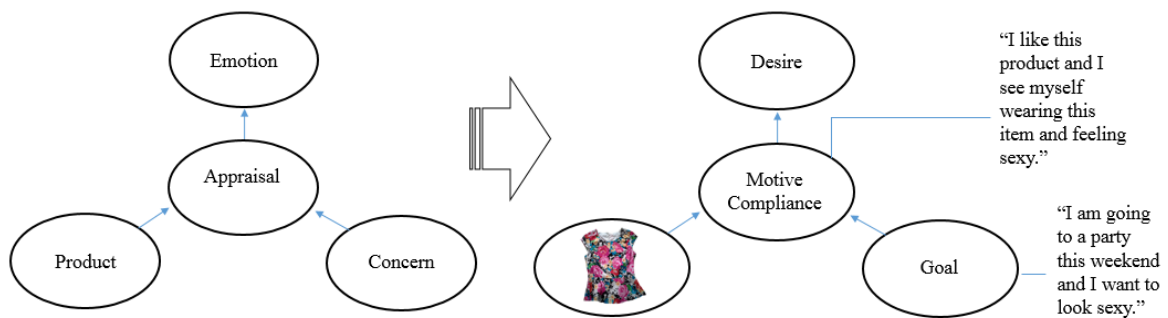 Emotion
Appraisal
Product
Concern
Desire
Motive
Compliance
Goal
“I like this
product and I
see myself
wearing this
item and feeling
sexy.”
“I am going
to a party
this weekend
and I want to
look sexy.”